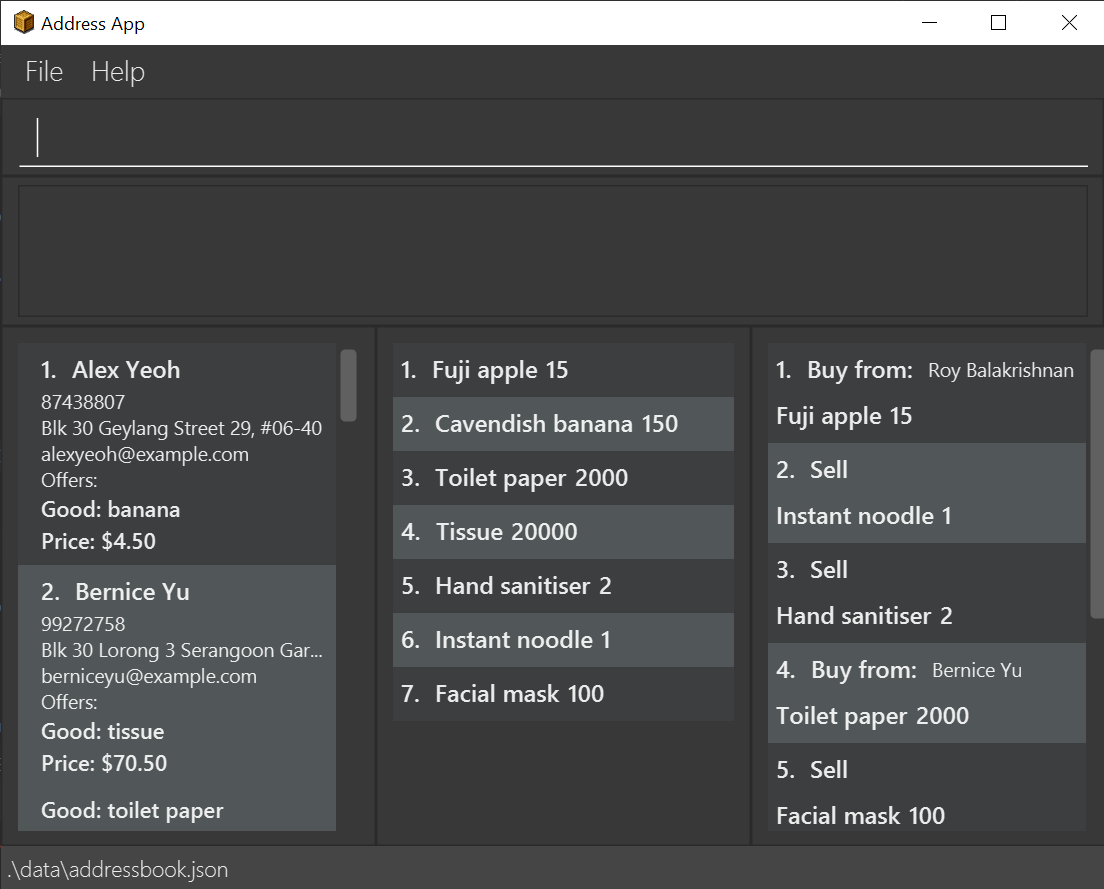 Address App
File Help
1. Alex Yeoh
87438807
Blk 30 Geylang Street 29, #06-40
alexyeoh@example.com
Offers:
Good: banana
Price: $4.50
2. Bernice Yu
99272758
Blk 30 Lorong 3 Serangoon Gar...
berniceyu@example.com
Offers:
Good: tissue
Price: $70.50
Good: toilet paper
1. Fuji apple 15
2. Cavendish banana 150
3. Toilet paper 2000
4. Tissue 20000
5. Hand sanitiser 2
6. Instant noodle 1
7. Facial mask 100
1. Buy from: Roy Balakrishnan
Fuji apple 15
2. Sell
Instant noodle 1
3. Sell
Hand sanitiser 2
4. Buy from: Bernice Yu
Toilet paper 2000
5. Sell
Facial mask 100
.\data\addressbook.json